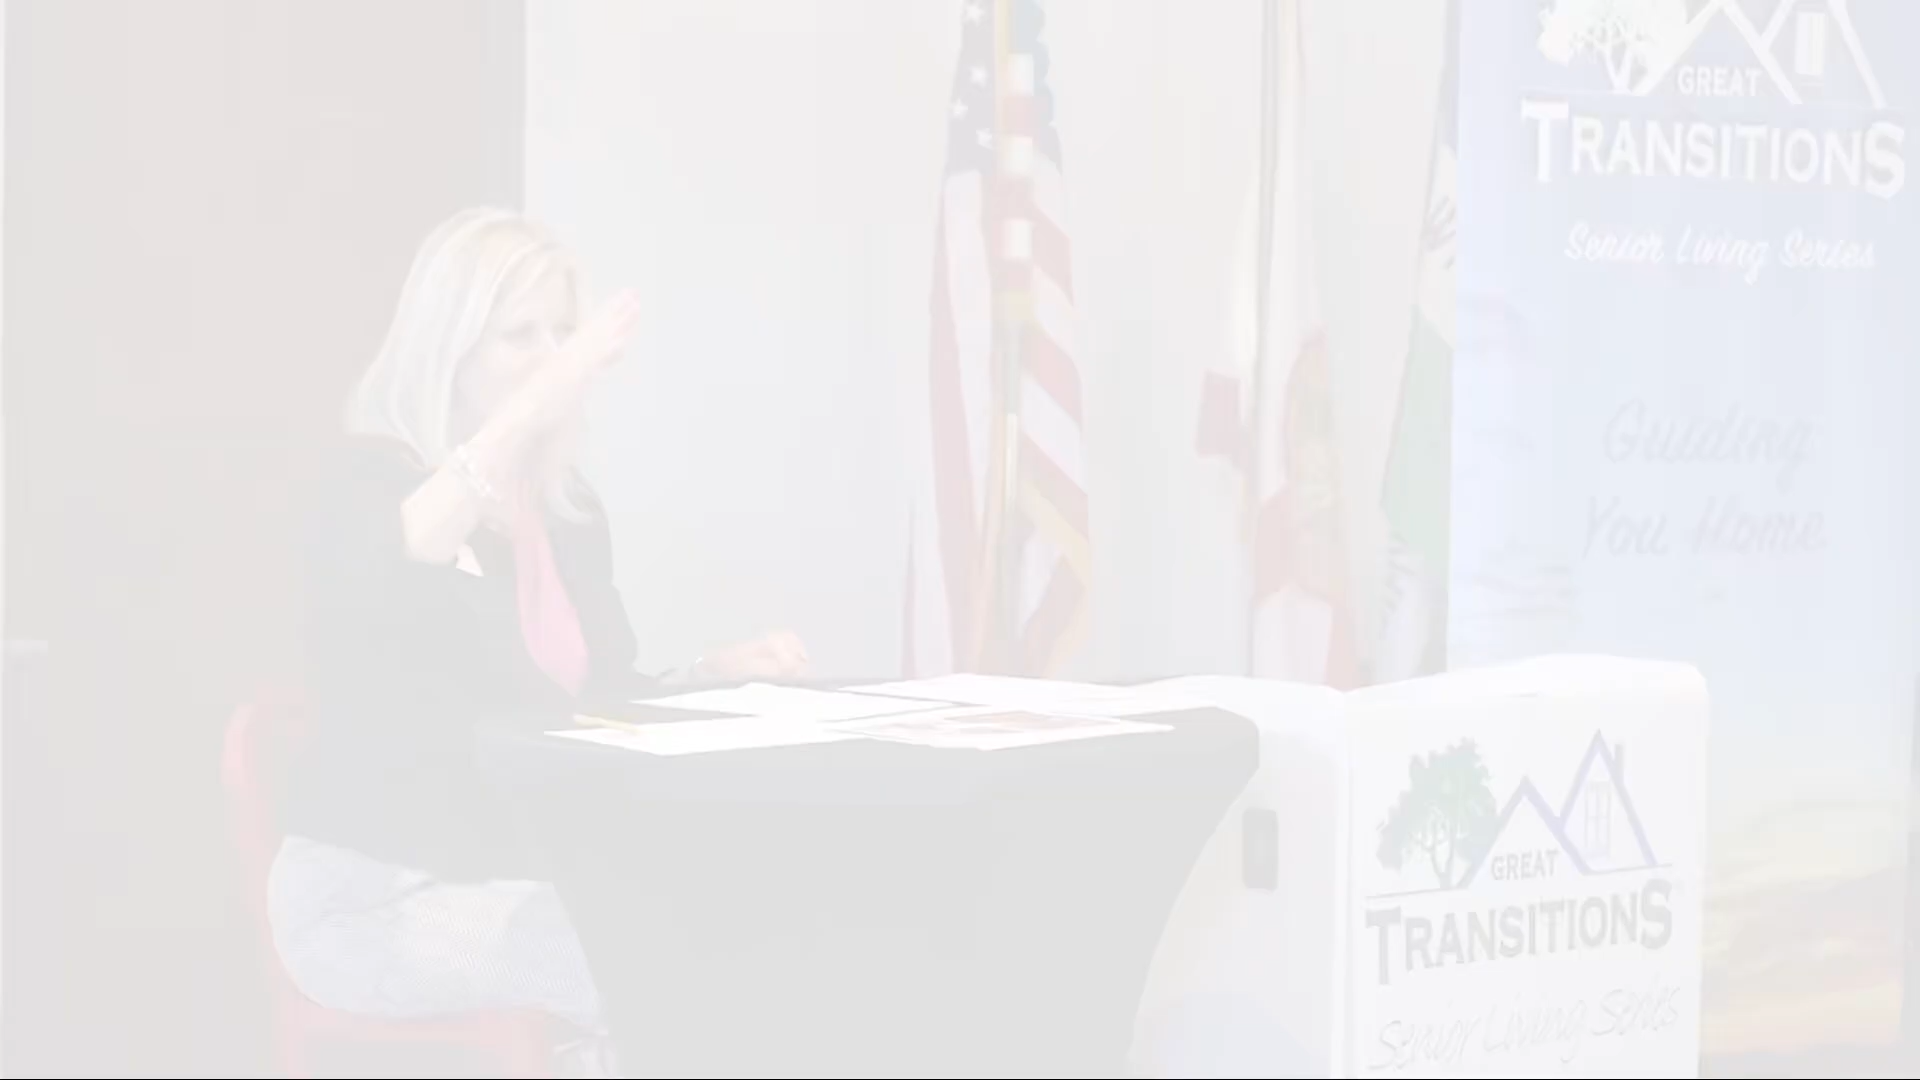 GREAT
TRANSITIONS
Senior Living Series
Guiding
You Home
GREAT
TRANSITIONS
Senior Living Series